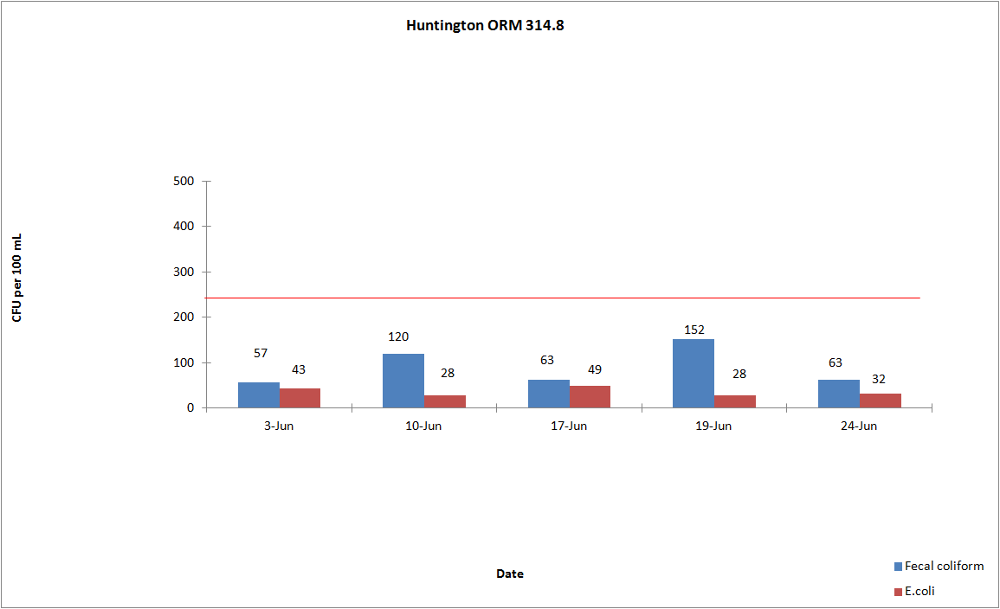 Huntington ORM 314.8
CFU per 100 mL
500
400
300
200
100
0
57
43
120
28
63
49
152
28
63
32
3-Jun
10-Jun
17-Jun
19-Jun
24-Jun
Date
Fecal coliform
E.coli